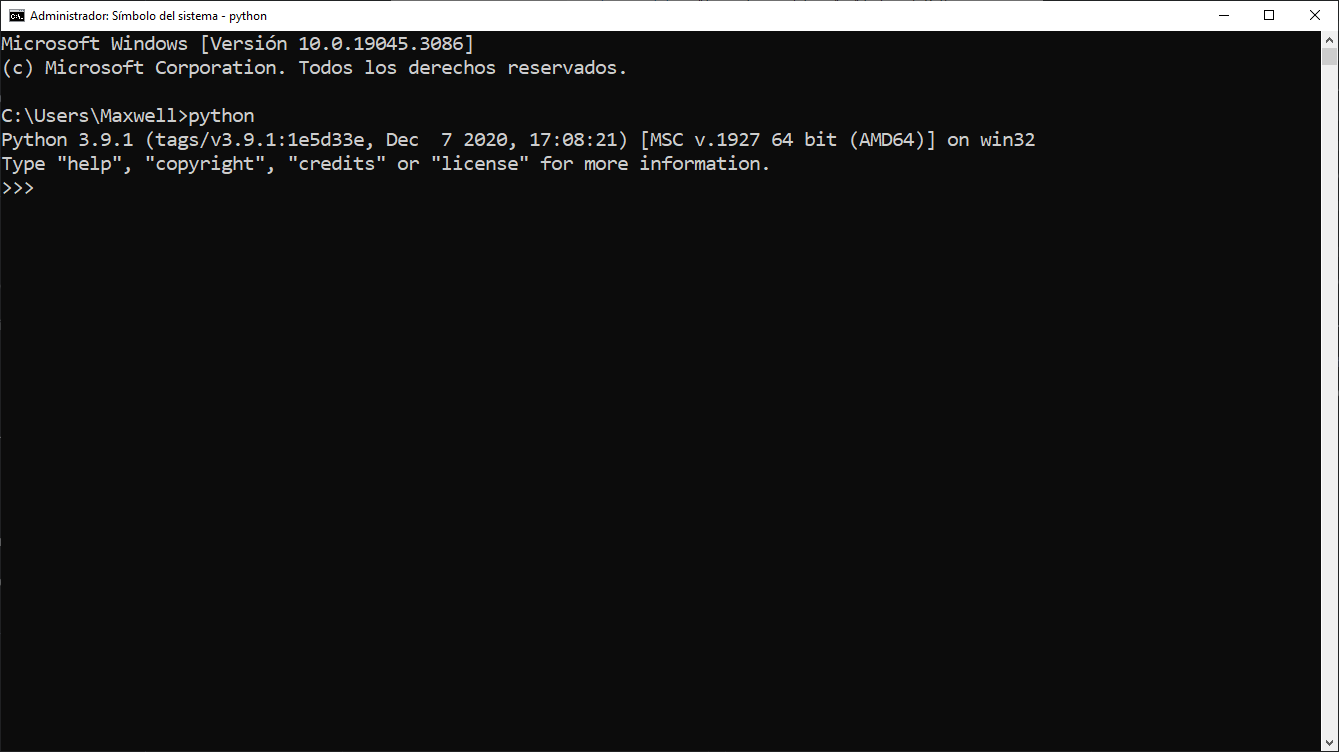 Administrador: Símbolo del sistema - python
Microsoft Windows [Versión 10.0.19045.3086]
(c) Microsoft Corporation. Todos los derechos reservados.
C:\Users\Maxwell>python
Python 3.9.1 (tags/v3.9.1:1e5d33e, Dec  7 2020, 17:08:21) [MSC v.1927 64 bit (AMD64)] on win32
Type "help", "copyright", "credits" or "license" for more information.
>>>